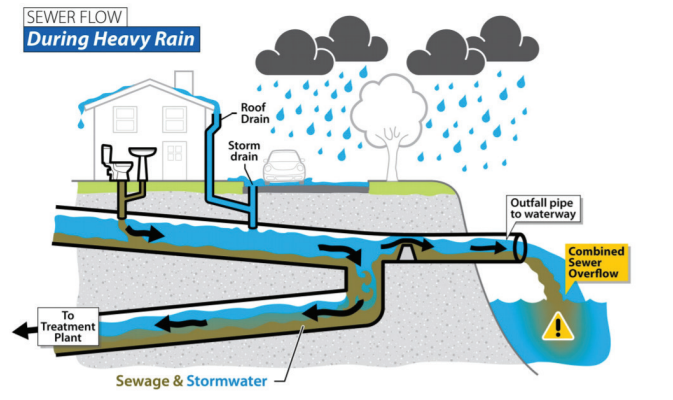 SEWER FLOW
During Heavy Rain
Roof
Drain
Storm
drain
Outfall pipe
to waterway
Combined
Sewer
Overflow
To
Treatment
Plant
Sewage & Stormwater